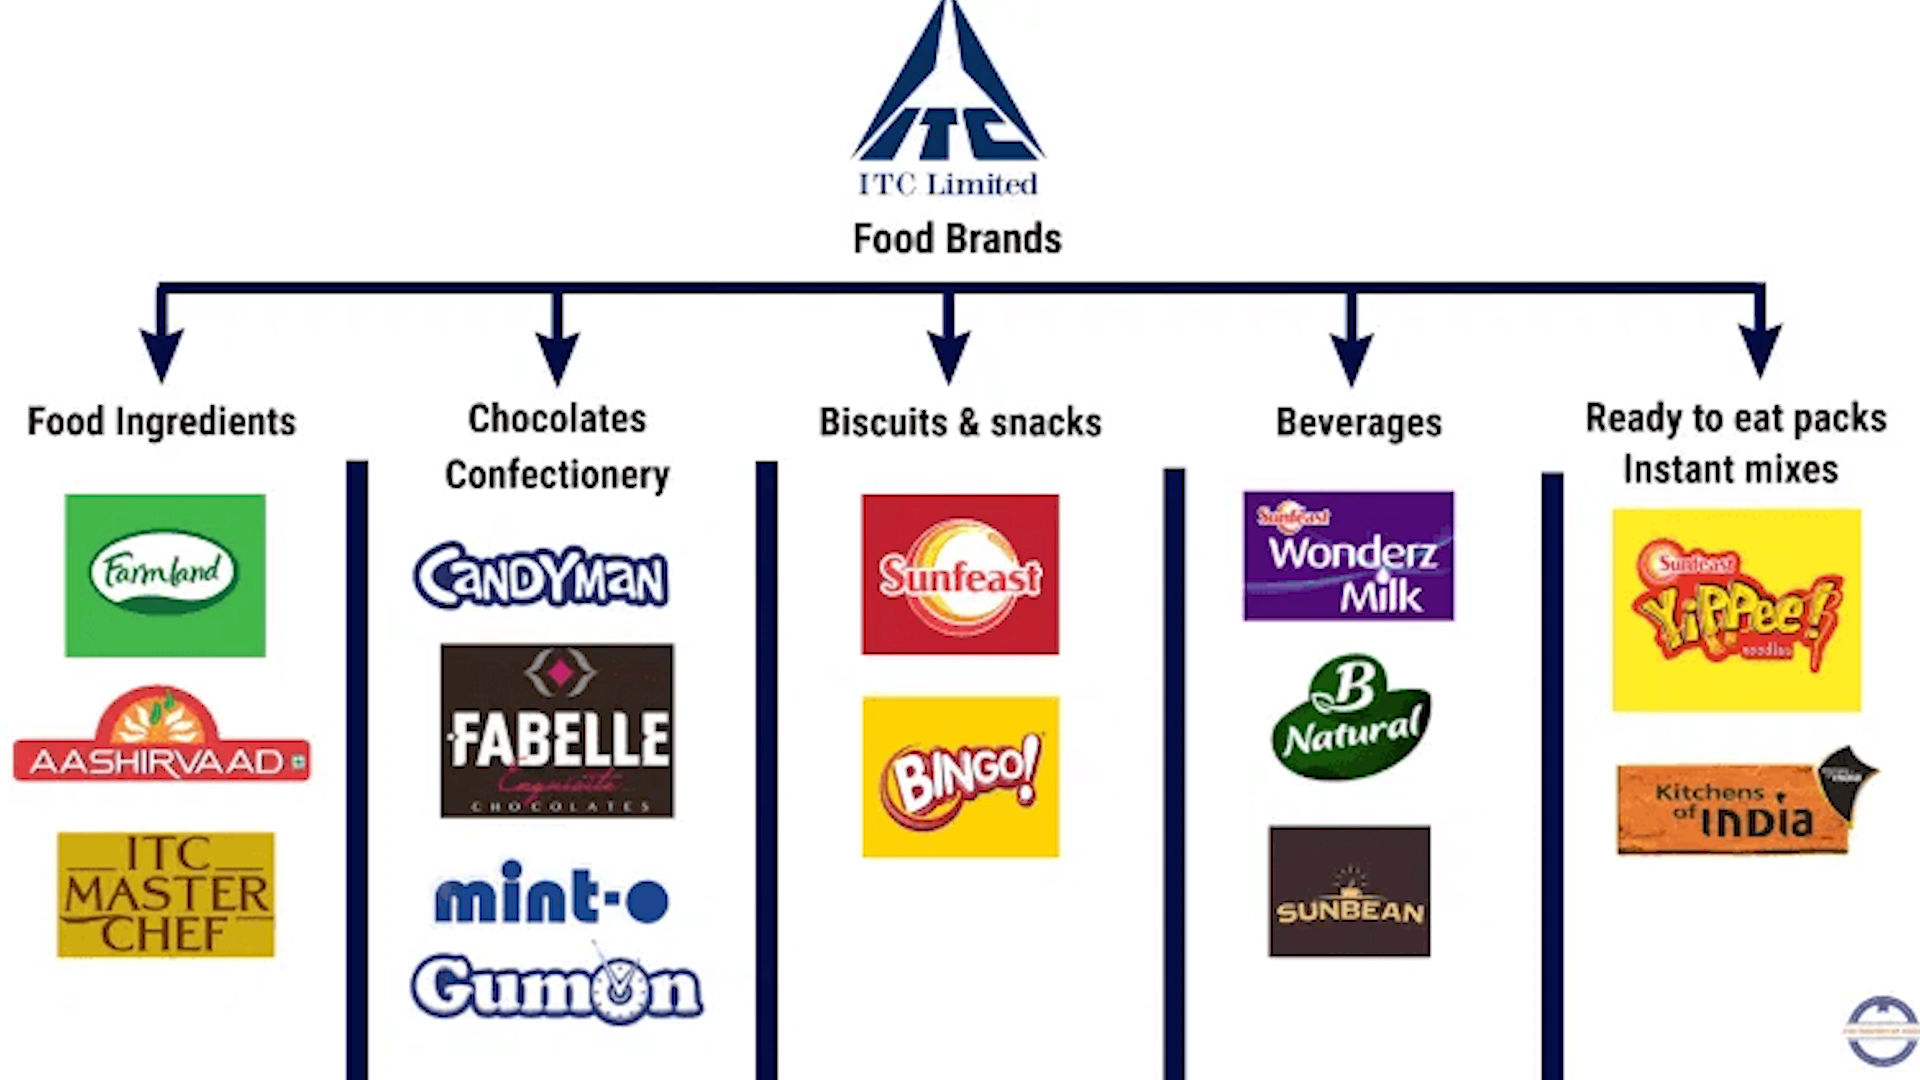 ITC
ITC Limited
Food Brands
Food Ingredients
Farmland
AASHIRVAAD
ITC
MASTER
CHEF
Chocolates
Confectionery
CANDYMAN
FABELLE
Exquisite
CHOCOLATES
mint-o
Gumon
Biscuits & snacks
Sunfeast
BINGO!
Beverages
Sunfeast
Wonderz
Milk
B
Natural
SUNBEAN
Ready to eat packs
Instant mixes
Sunfeast
YiPPee!
noodles
Kitchens
of INDia